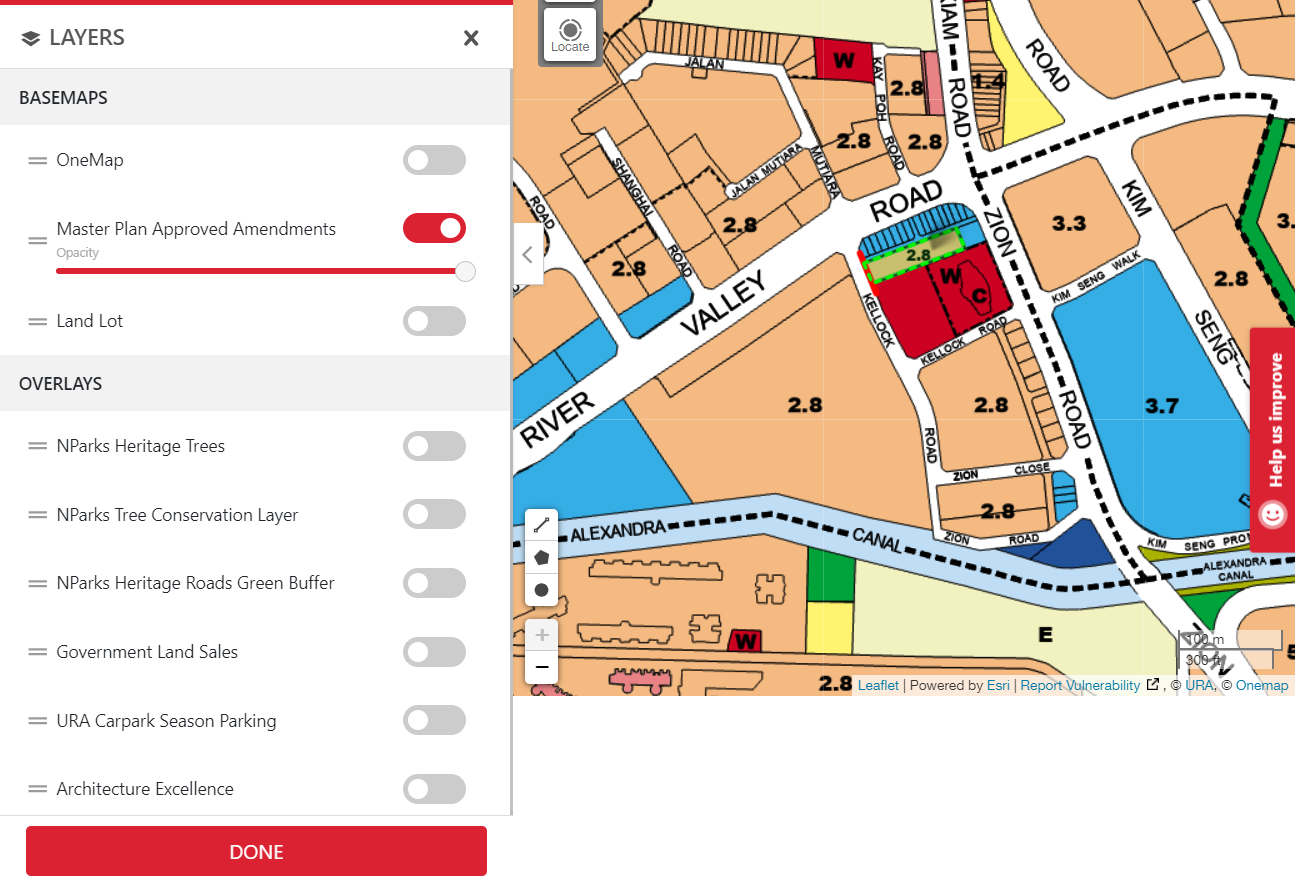 LAYERS
BASEMAPS
OneMap
Master Plan Approved Amendments
Opacity
Land Lot
OVERLAYS
NParks Heritage Trees
NParks Tree Conservation Layer
NParks Heritage Roads Green Buffer
Government Land Sales
URA Carpark Season Parking
Architecture Excellence
DONE
Locate
JALAN
W
KAY POH ROAD
2.8
1.4
KIAM ROAD
ROAD
2.8
2.8
JALAN MUTIARA
MUTIARA
SHANGHAI ROAD
ROAD
2.8
2.8
RIVER VALLEY ROAD
2.8
W
C
ZION ROAD
3.3
KIM SENG
KIM SENG WALK
3.
2.8
KELLOCK ROAD
KELLOCK ROAD
2.8
2.8
3.7
ZION CLOSE
2.8
ZION ROAD
ALEXANDRA CANAL
KIM SENG PRO
ALEXANDRA
CANAL
E
W
2.8
5
100 m
300 ft
Help us improve
Leaflet | Powered by Esri | Report Vulnerability , © URA, © Onemap